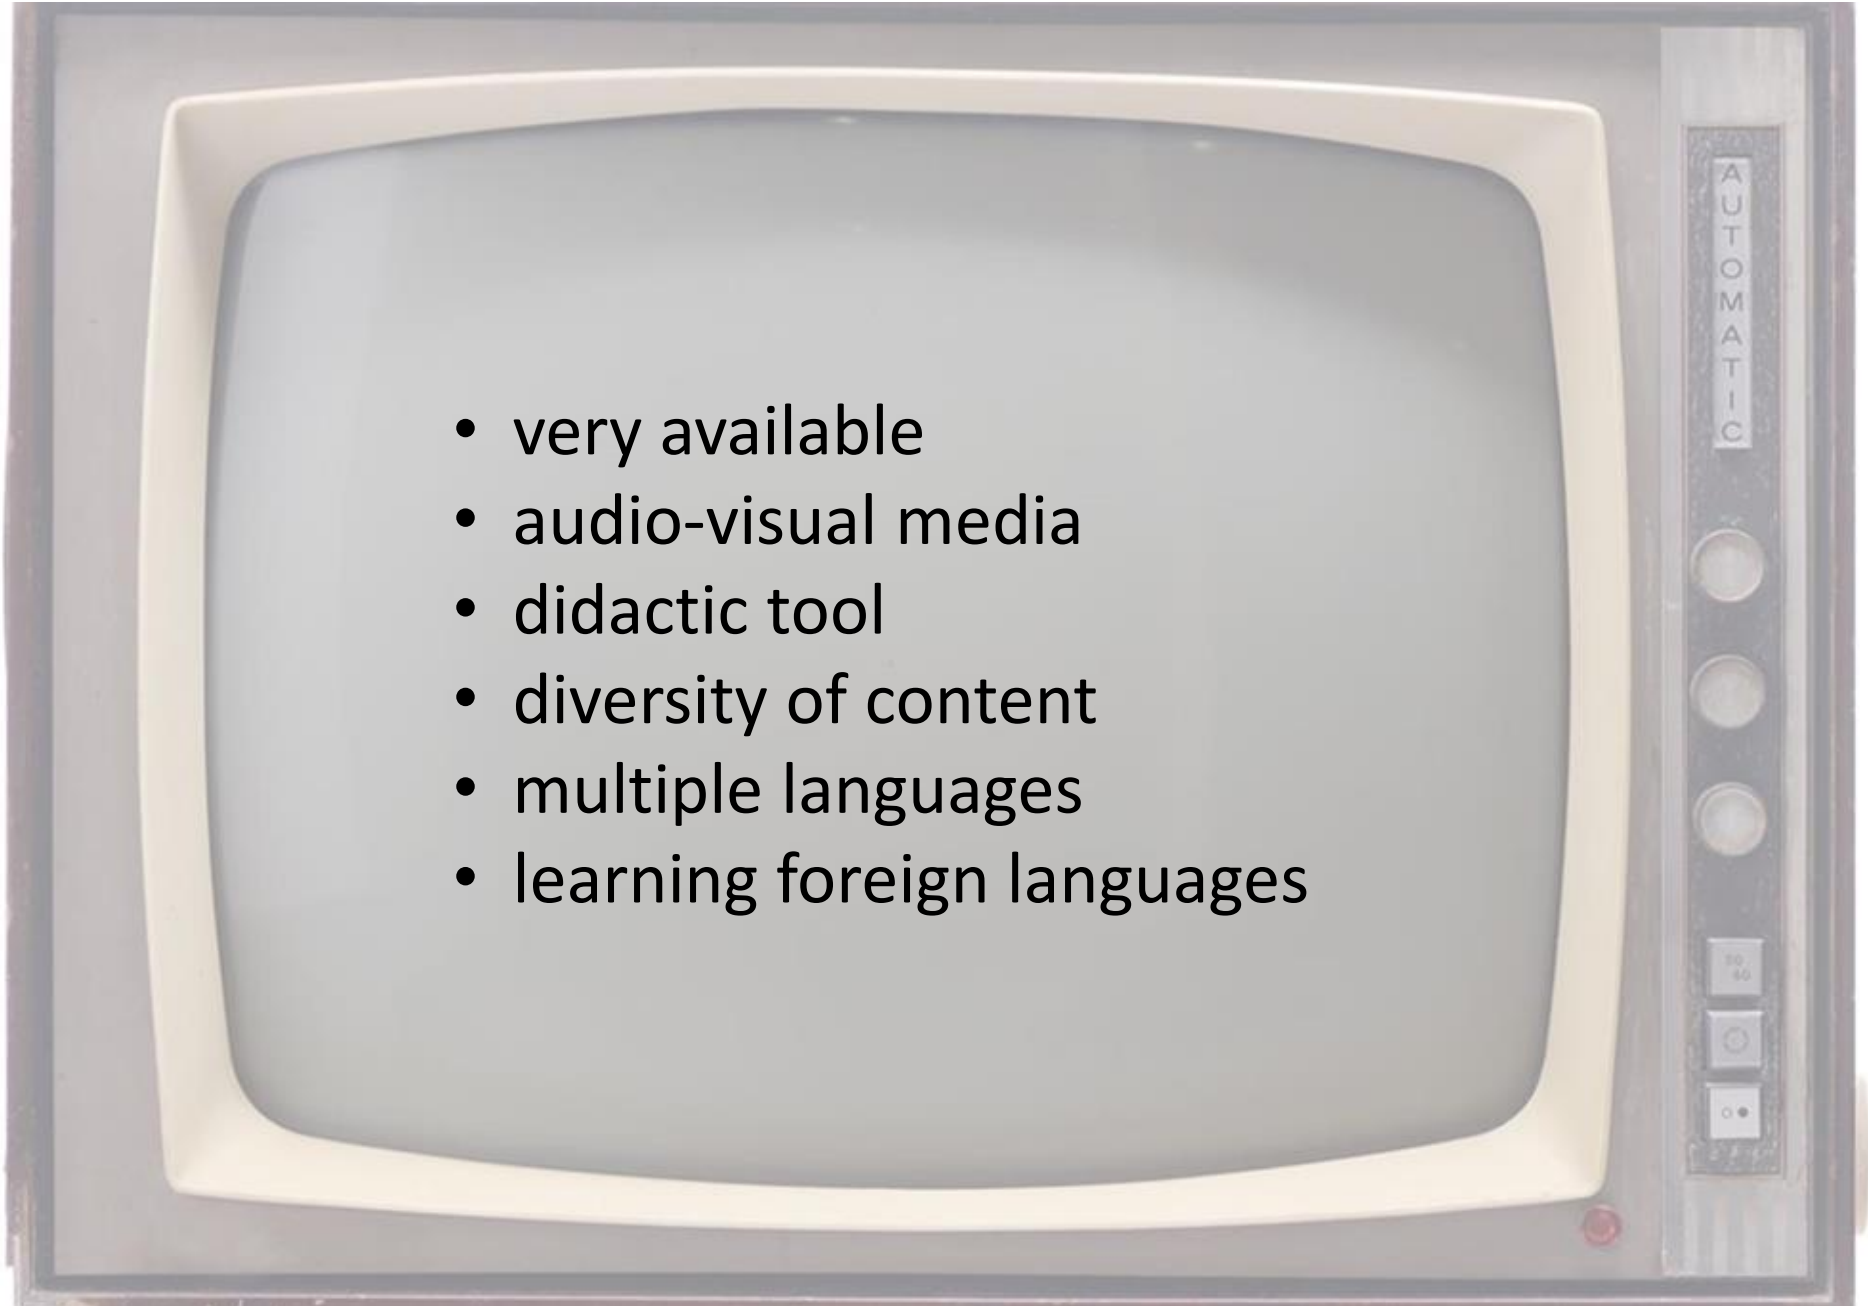 • very available
• audio-visual media
• didactic tool
• diversity of content
• multiple languages
• learning foreign languages
AUTOMATIC